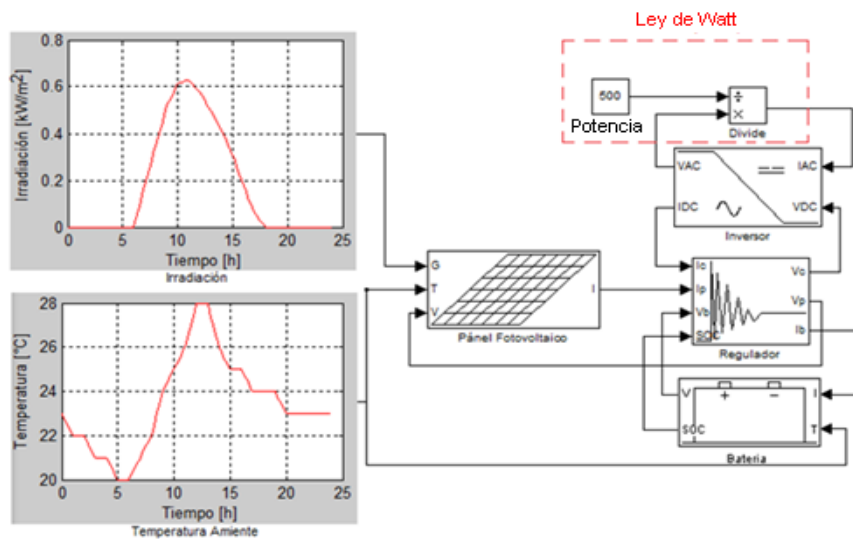 Ley de Watt
0.8
0.6
0.4
0.2
0
0 5 10 15 20 25
Irradiación [kW/m2]
Tiempo [h]
Irradiación
28
26
24
22
20
0 5 10 15 20 25
Temperatura [°C]
Tiempo [h]
Temperatura Amiente
500
Potencia
÷
×
Divide
VAC
IAC
IDC
VDC
Inversor
G
T
V
I
Pánel Fotovoltaico
Ic
Ip
Vb
SOC
Vc
Vp
Ib
Regulador
V
SOC
+
−
I
T
Bateria